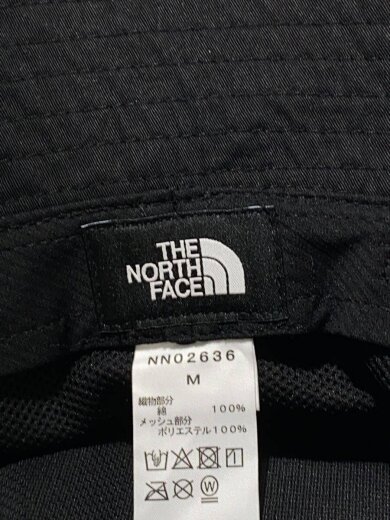 THE
NORTH
FACE
NN02636
M
織物部分
綿 100%
メッシュ部分
ポリエステル100%